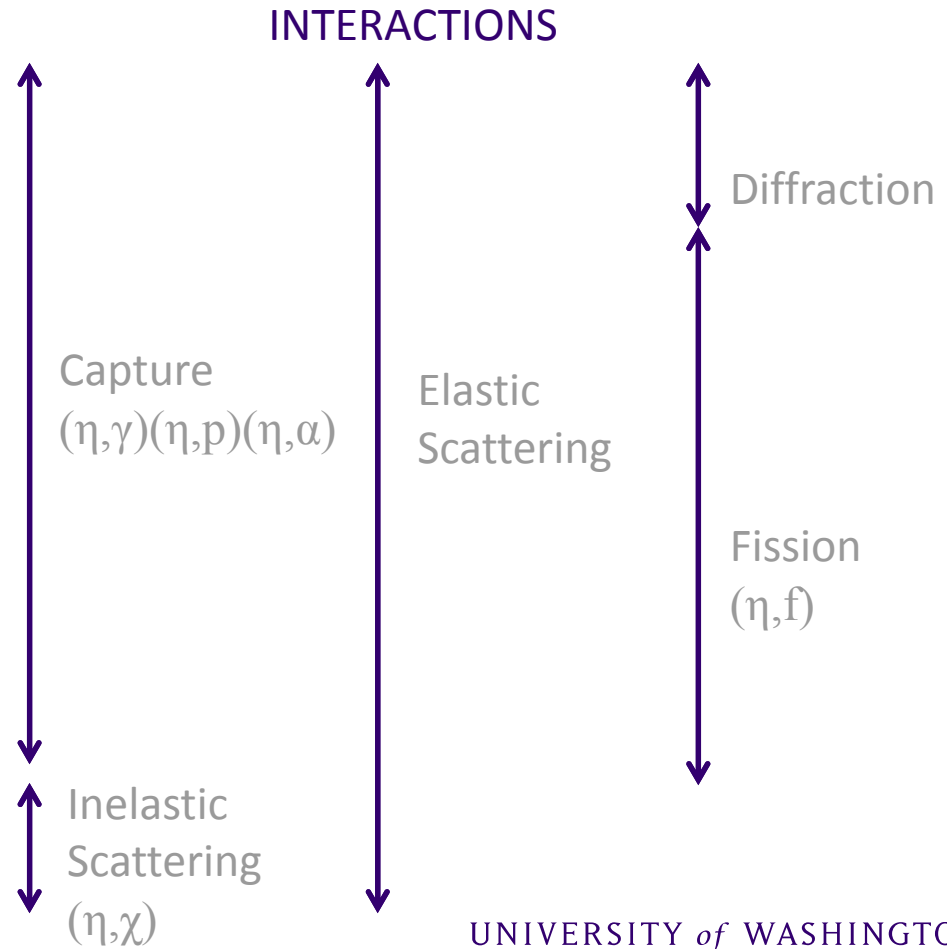 INTERACTIONS
Diffraction
Capture
(η,γ)(η,p)(η,α)
Elastic
Scattering
Fission
(η,f)
Inelastic
Scattering
(η,χ)
UNIVERSITY of WASHINGTO